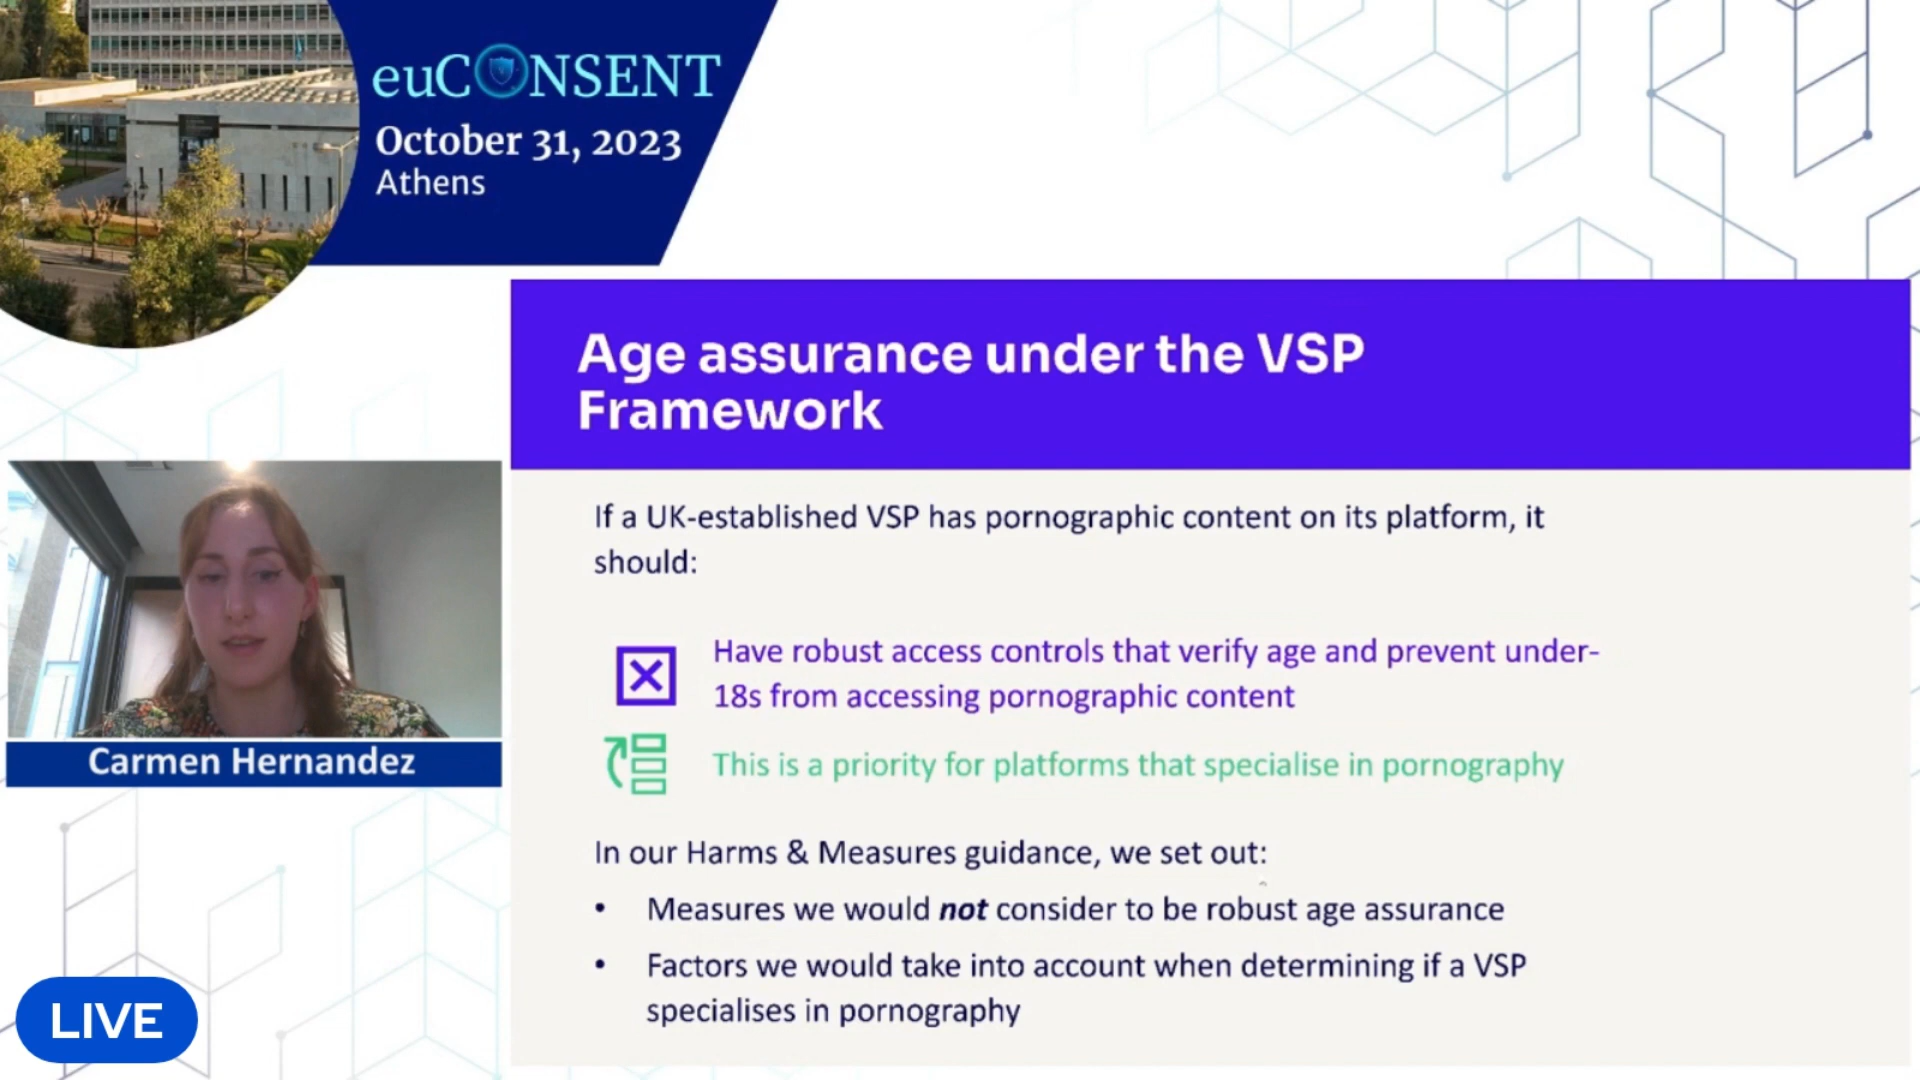 euCONSENT
October 31, 2023
Athens
Age assurance under the VSP
Framework
If a UK-established VSP has pornographic content on its platform, it
should:
Have robust access controls that verify age and prevent under-
18s from accessing pornographic content
This is a priority for platforms that specialise in pornography
In our Harms & Measures guidance, we set out:
• Measures we would not consider to be robust age assurance
• Factors we would take into account when determining if a VSP
specialises in pornography
Carmen Hernandez
LIVE